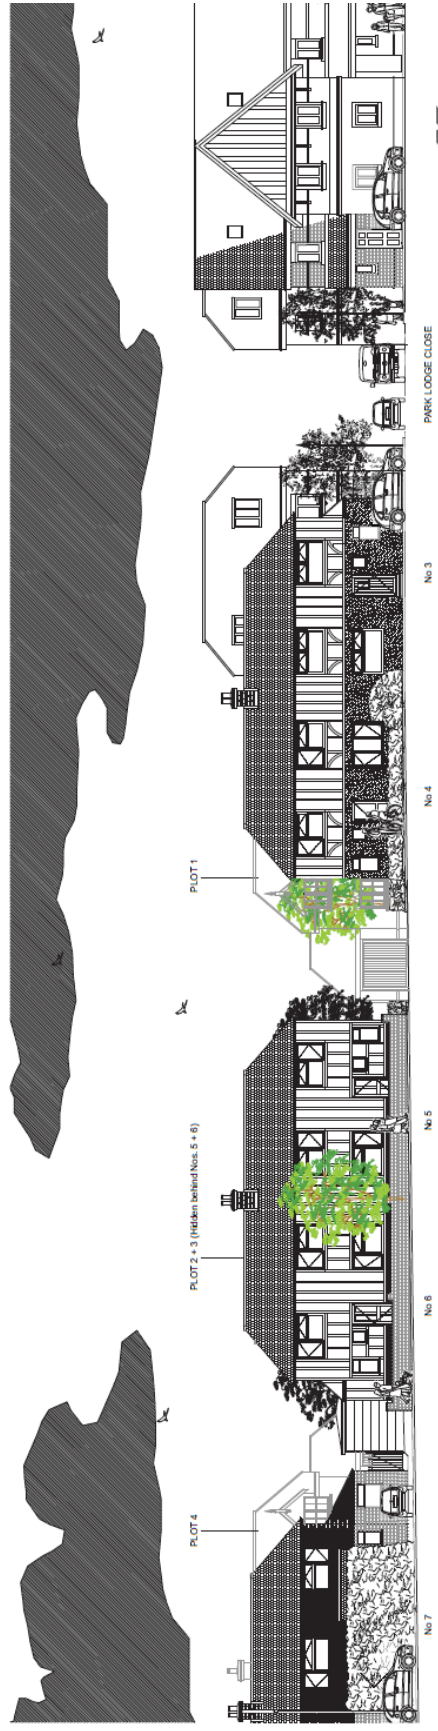 PLOT 4
PLOT 2 + 3 (Hidden behind Nos. 5 + 6)
PLOT 1
No 7
No 6
No 5
No 4
No 3
PARK LODGE CLOSE